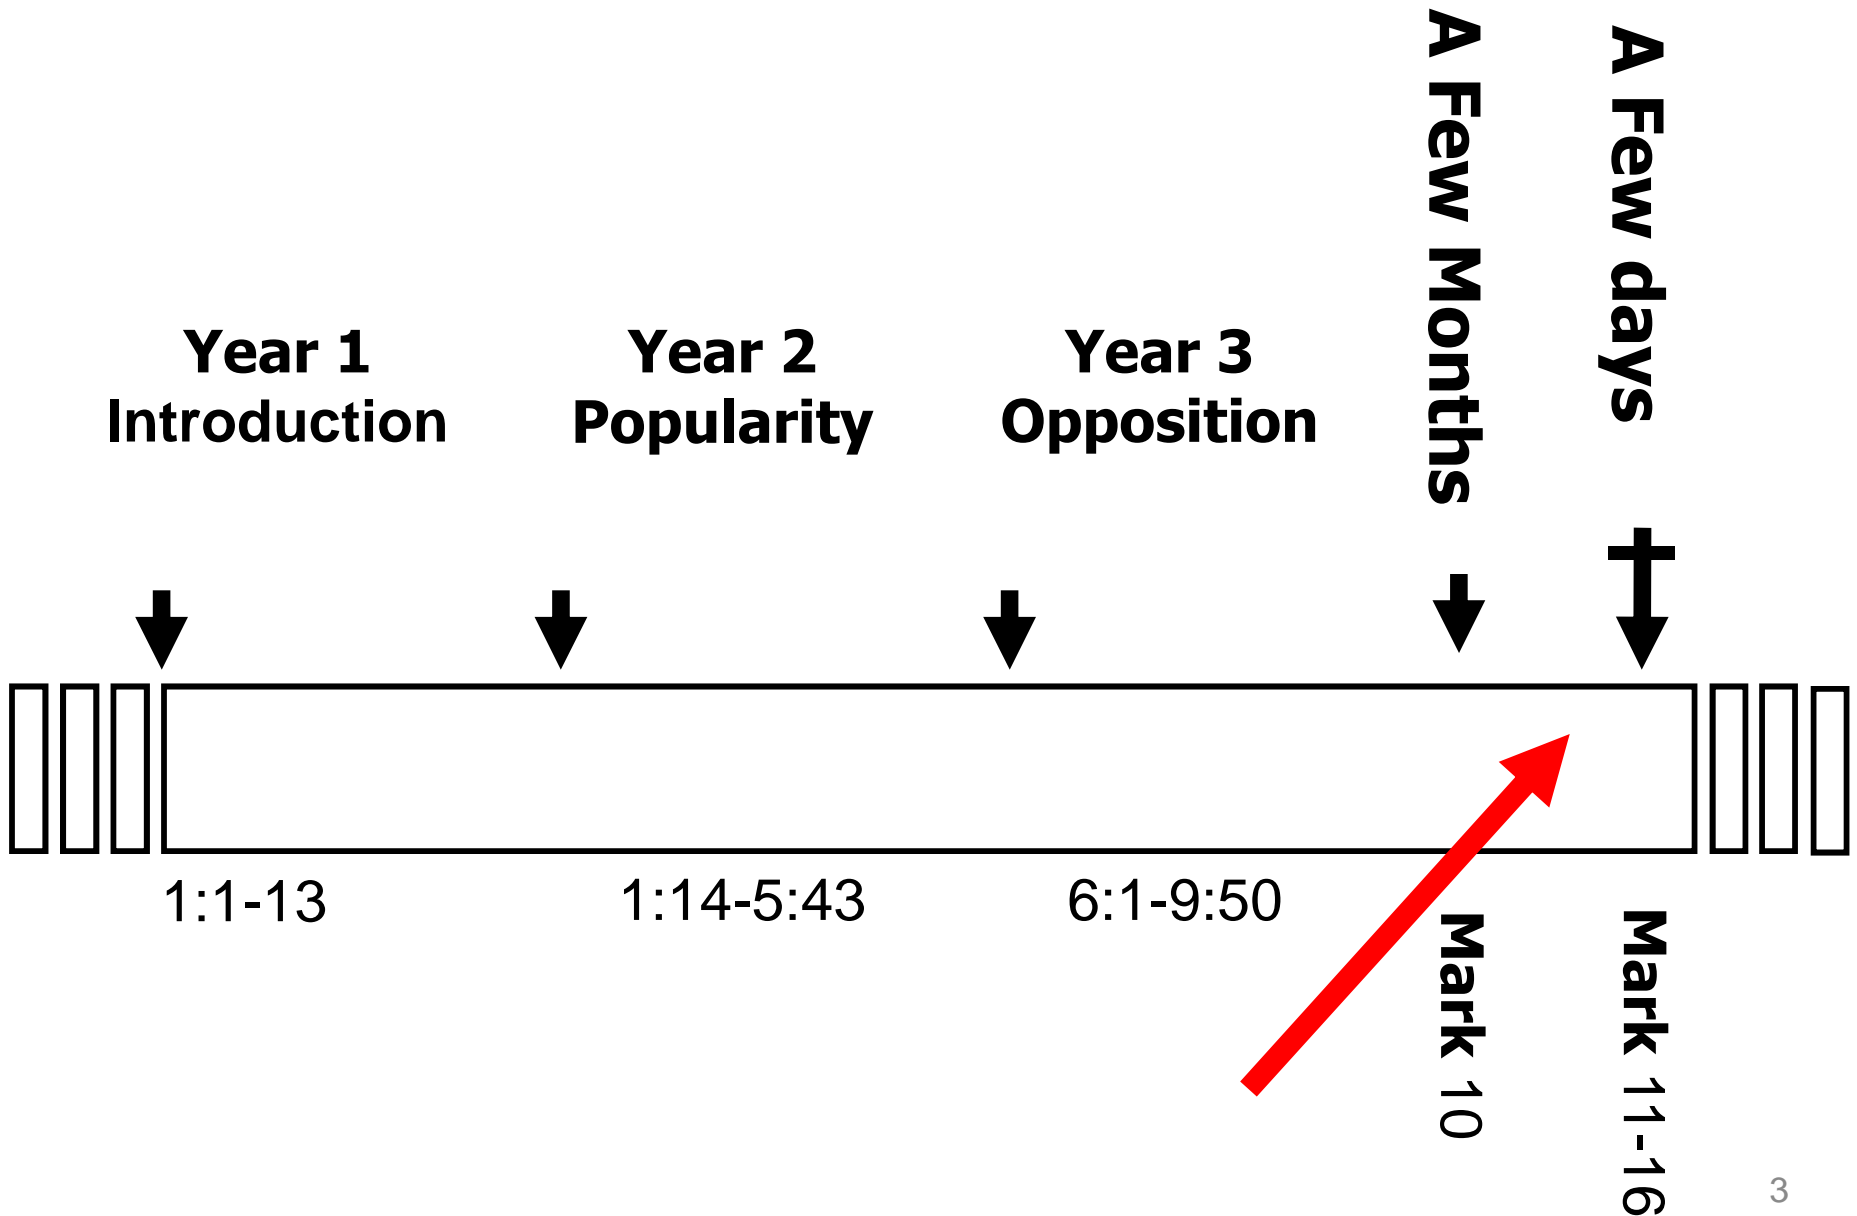 A Few Months
A Few days
Year 1
Introduction
Year 2
Popularity
Year 3
Opposition
1:1-13
1:14-5:43
6:1-9:50
Mark 10
Mark 11-16
3